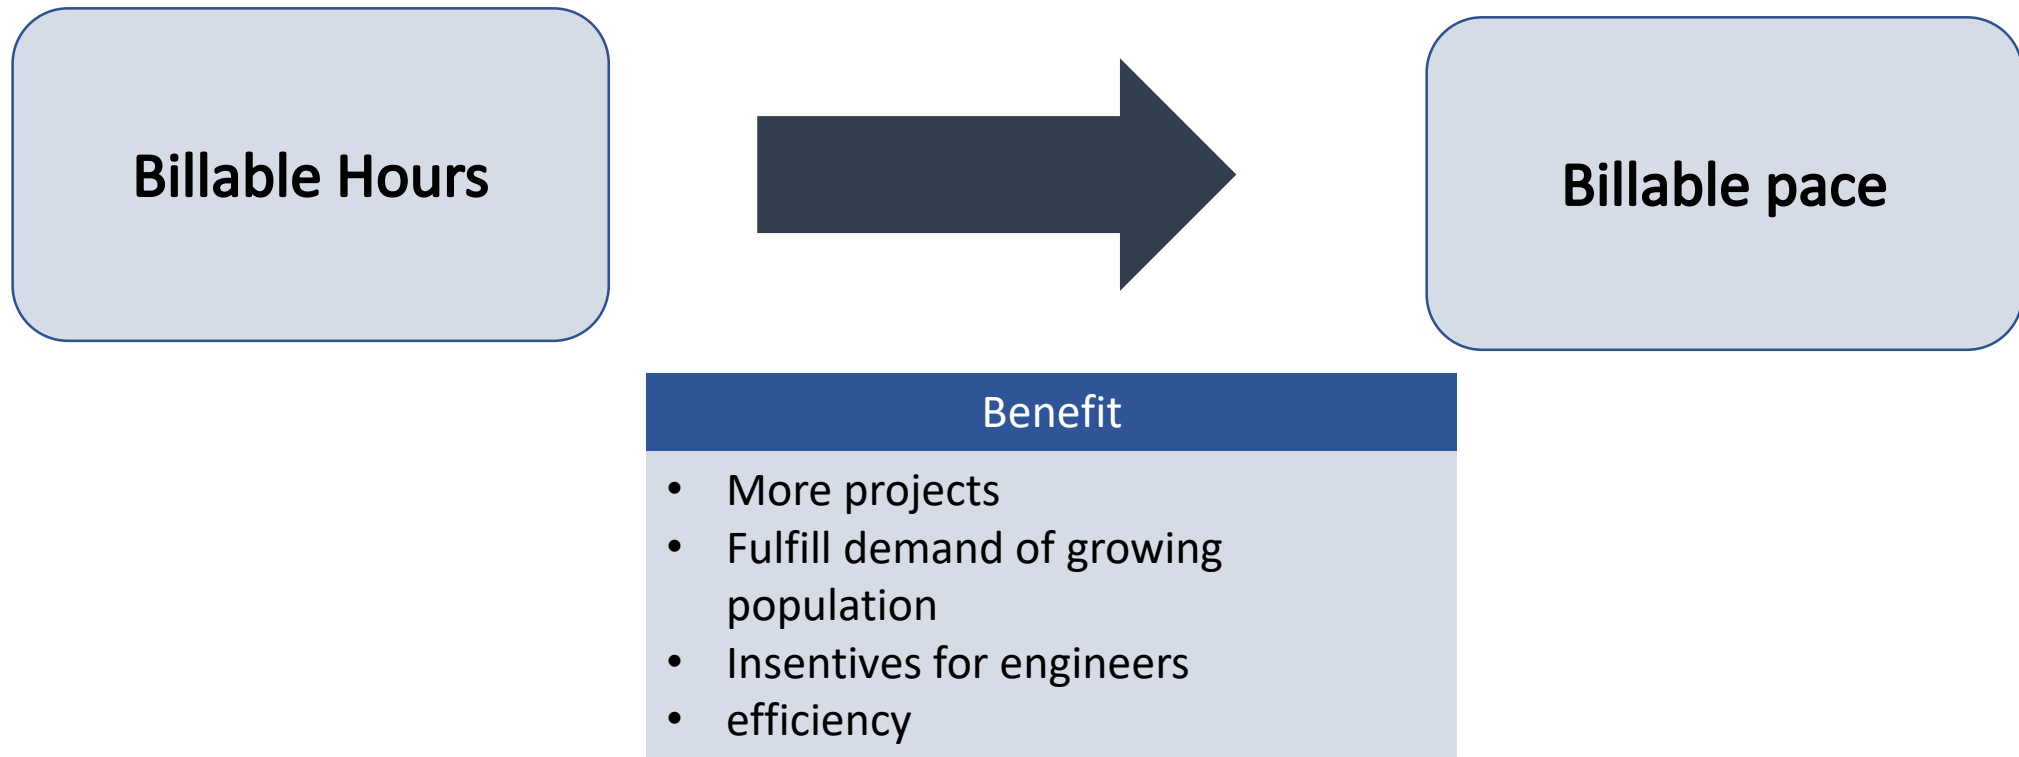 Billable Hours
Billable pace
Benefit
• More projects
• Fulfill demand of growing
population
• Insentives for engineers
• efficiency